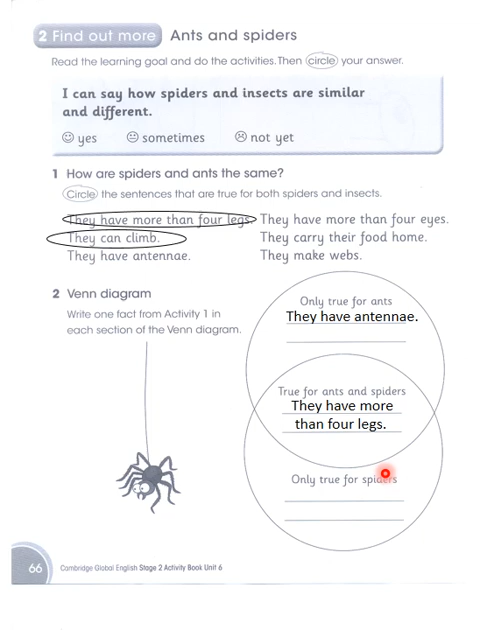 2 Find out more Ants and spiders
Read the learning goal and do the activities. Then circle your answer.
I can say how spiders and insects are similar
and different.
yes sometimes not yet
1 How are spiders and ants the same?
Circle the sentences that are true for both spiders and insects.
They have more than four legs. They have more than four eyes.
They can climb. They carry their food home.
They have antennae. They make webs.
2 Venn diagram
Write one fact from Activity 1 in
each section of the Venn diagram.
Only true for ants
They have antennae.
True for ants and spiders
They have more
than four legs.
Only true for spiders
66 Cambridge Global English Stage 2 Activity Book Unit 6